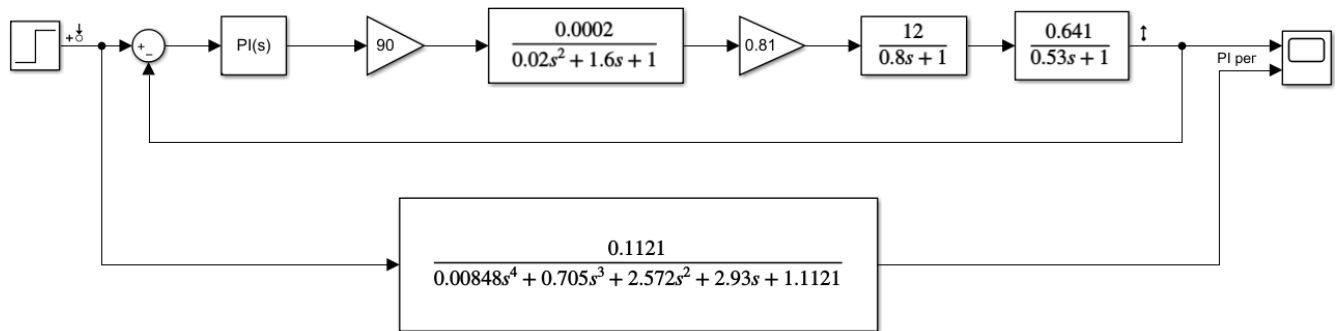 +
+
−
PI(s)
90
0.0002
0.02s² + 1.6s + 1
0.81
12
0.8s + 1
0.641
0.53s + 1
PI per
0.1121
0.00848s⁴ + 0.705s³ + 2.572s² + 2.93s + 1.1121